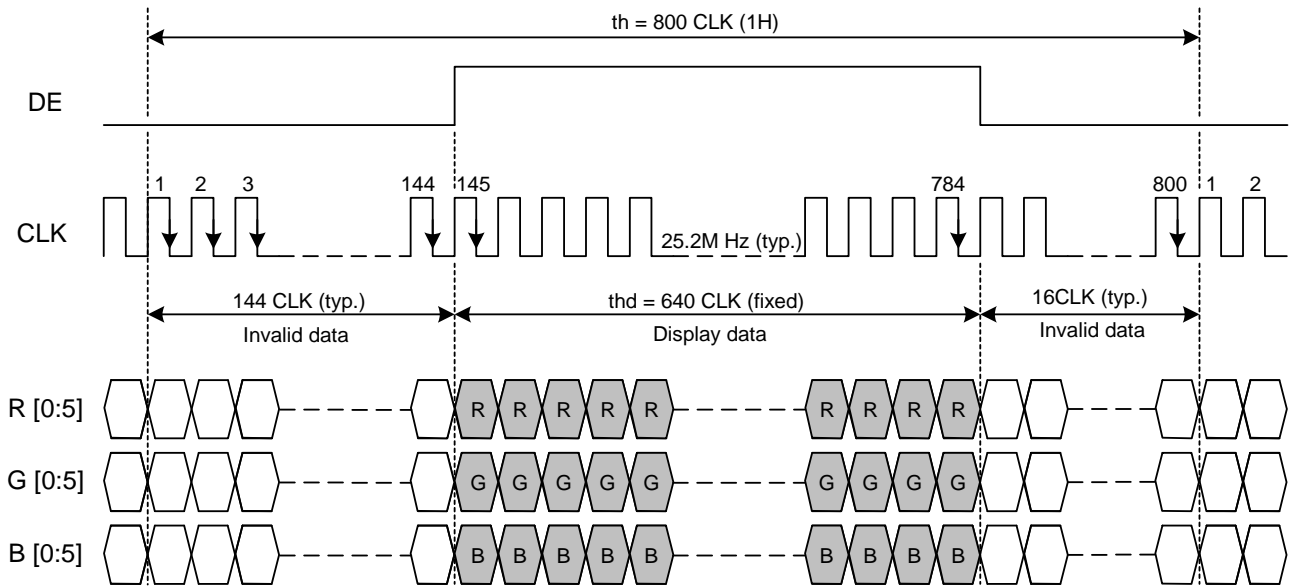 th = 800 CLK (1H)
DE
1 2 3 144 145 784 800 1 2
CLK
25.2M Hz (typ.)
144 CLK (typ.) thd = 640 CLK (fixed) 16CLK (typ.)
Invalid data Display data Invalid data
R [0:5] R R R R R R R R R
G [0:5] G G G G G G G G G
B [0:5] B B B B B B B B B